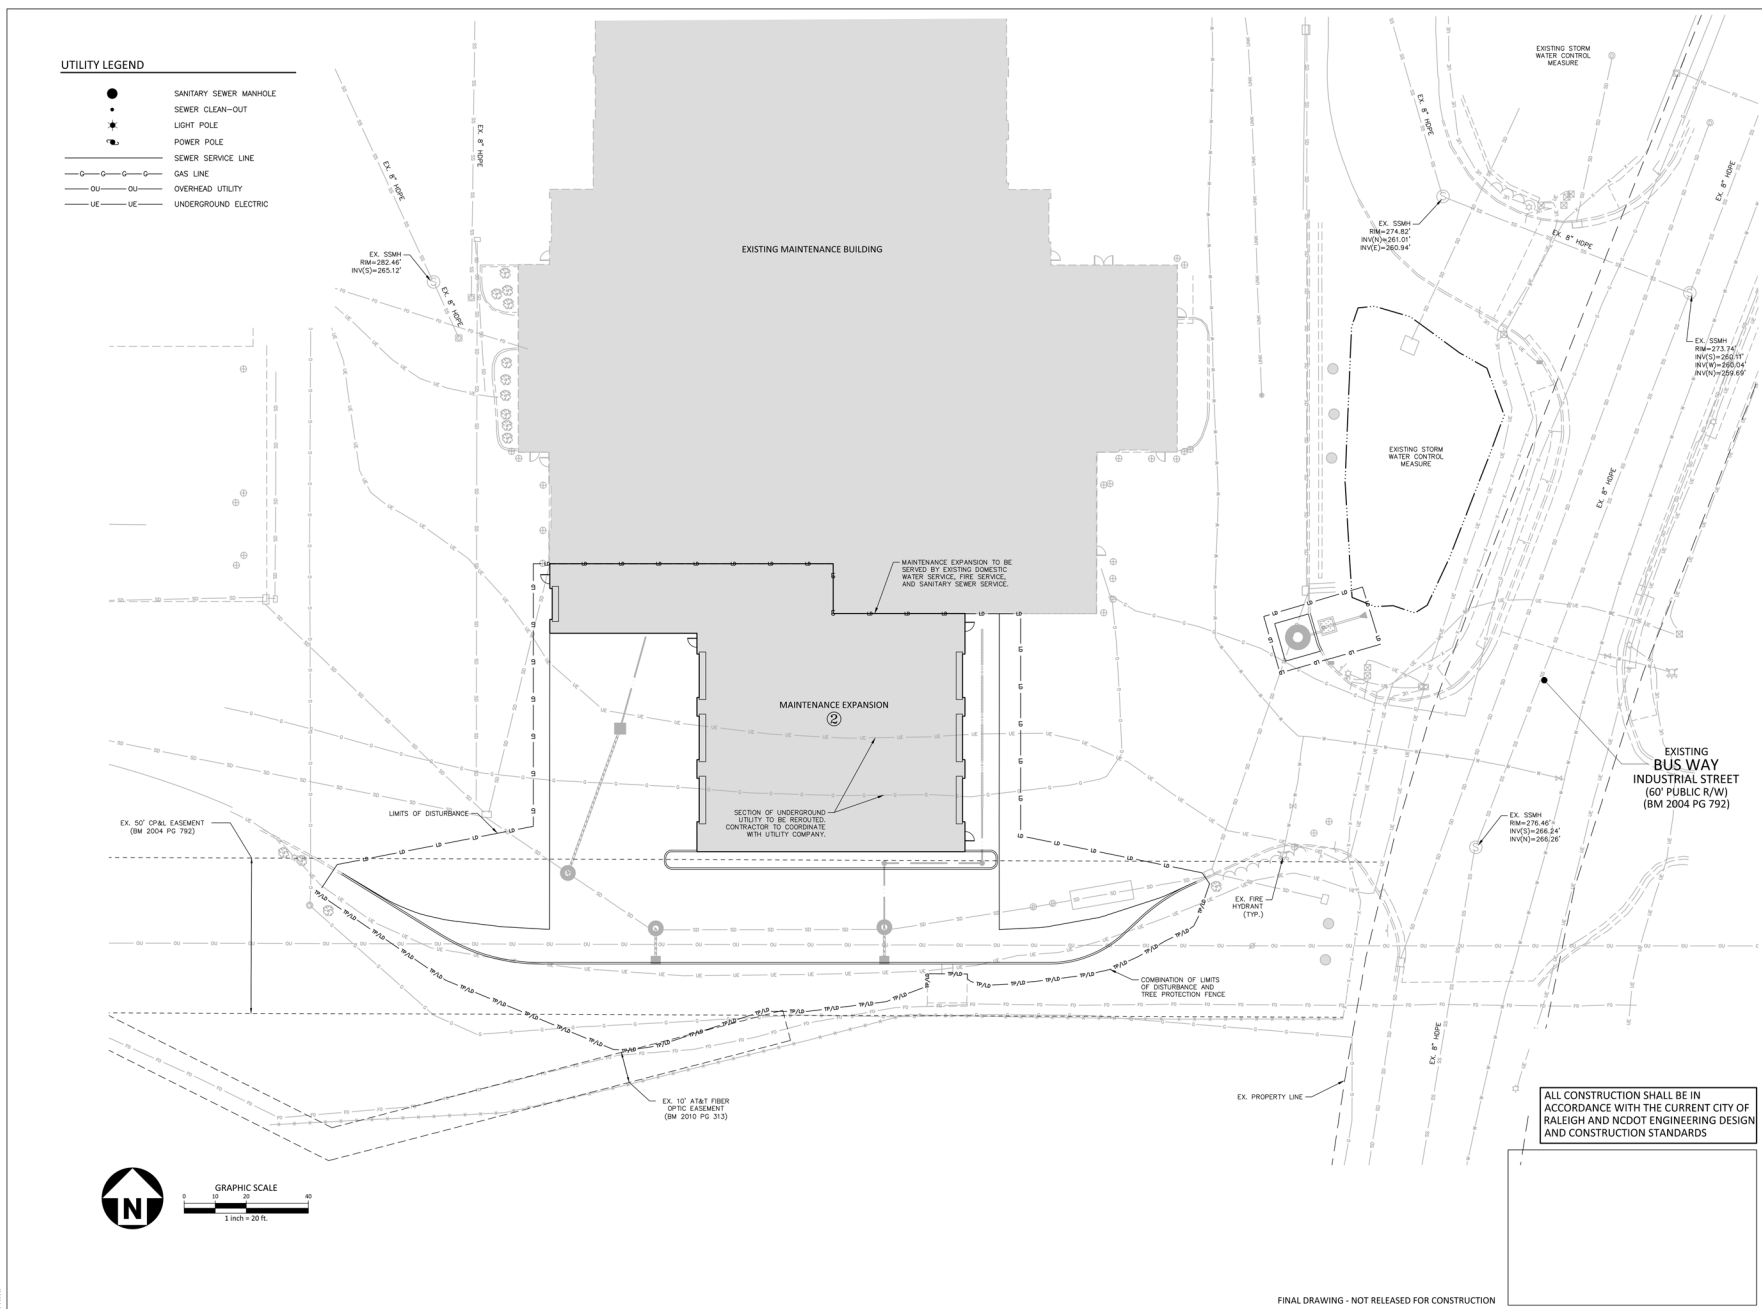 UTILITY LEGEND
SANITARY SEWER MANHOLE
SEWER CLEAN-OUT
LIGHT POLE
POWER POLE
SEWER SERVICE LINE
G G G G GAS LINE
OU OU OVERHEAD UTILITY
UE UE UNDERGROUND ELECTRIC
EX. 8" HDPE
EX. 8" HDPE
EX. SSMH
RIM=282.46'
INV(S)=265.12'
EX. 8" HDPE
EXISTING MAINTENANCE BUILDING
EXISTING STORM
WATER CONTROL
MEASURE
EX. 8" HDPE
EX. 8" HDPE
EX. SSMH
RIM=274.82'
INV(N)=261.01'
INV(E)=260.94'
EX. 8" HDPE
EX. SSMH
RIM=273.74'
INV(S)=260.11'
INV(W)=260.04'
INV(N)=259.69'
EXISTING STORM
WATER CONTROL
MEASURE
EX. 8" HDPE
MAINTENANCE EXPANSION TO BE
SERVED BY EXISTING DOMESTIC
WATER SERVICE, FIRE SERVICE,
AND SANITARY SEWER SERVICE.
MAINTENANCE EXPANSION
2
SECTION OF UNDERGROUND
UTILITY TO BE REROUTED.
CONTRACTOR TO COORDINATE
WITH UTILITY COMPANY.
LIMITS OF DISTURBANCE
EX. 50' CP&L EASEMENT
(BM 2004 PG 792)
EXISTING
BUS WAY
INDUSTRIAL STREET
(60' PUBLIC R/W)
(BM 2004 PG 792)
EX. SSMH
RIM=276.46'
INV(S)=266.24'
INV(N)=266.26'
EX. FIRE
HYDRANT
(TYP.)
COMBINATION OF LIMITS
OF DISTURBANCE AND
TREE PROTECTION FENCE
EX. 8" HDPE
EX. 10' AT&T FIBER
OPTIC EASEMENT
(BM 2010 PG 313)
EX. PROPERTY LINE
ALL CONSTRUCTION SHALL BE IN
ACCORDANCE WITH THE CURRENT CITY OF
RALEIGH AND NCDOT ENGINEERING DESIGN
AND CONSTRUCTION STANDARDS
N
GRAPHIC SCALE
0 10 20 40
1 inch = 20 ft.
FINAL DRAWING - NOT RELEASED FOR CONSTRUCTION